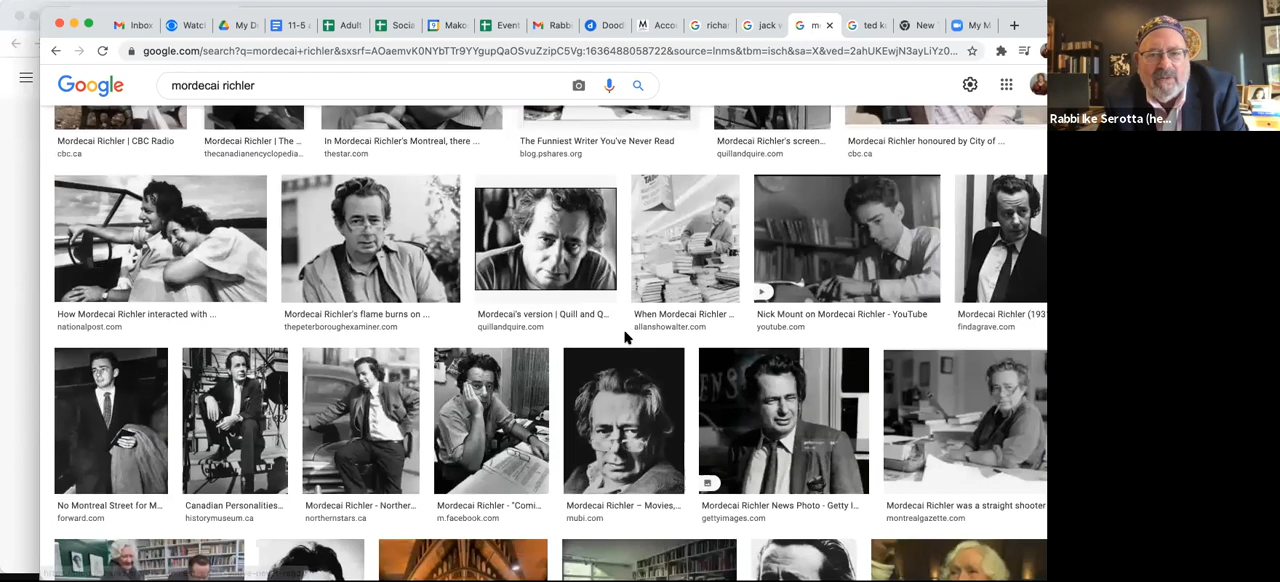 Inbox
Watc
My D
11-5
Adult
Socia
Mako
Event
Rabb
Dood
Acco
richa
jack v
me
ted k
New
My M
google.com/search?q=mordecai+richler&sxsrf=AOaemvK0NYbTTr9YYgupQaOSvuZzipC5Vg:1636488058722&source=lnms&tbm=isch&sa=X&ved=2ahUKEwjN3ayLiYz0...
Google
mordecai richler
Rabbi Ike Serotta (he...
Mordecai Richler | CBC Radio
cbc.ca
Mordecai Richler | The ...
thecanadianencyclopedia...
In Mordecai Richler's Montreal, there ...
thestar.com
The Funniest Writer You've Never Read
blog.pshares.org
Mordecai Richler's screen...
quillandquire.com
Mordecai Richler honoured by City of ...
cbc.ca
How Mordecai Richler interacted with ...
nationalpost.com
Mordecai Richler's flame burns on ...
thepeterboroughexaminer.com
Mordecai's version | Quill and Q...
quillandquire.com
When Mordecai Richler ...
allanshowalter.com
Nick Mount on Mordecai Richler - YouTube
youtube.com
Mordecai Richler (193
findagrave.com
No Montreal Street for M...
forward.com
Canadian Personalities...
historymuseum.ca
Mordecai Richler - Norther...
northernstars.ca
Mordecai Richler - "Comi...
m.facebook.com
Mordecai Richler – Movies,...
mubi.com
Mordecai Richler News Photo - Getty I...
gettyimages.com
Mordecai Richler was a straight shooter
montrealgazette.com